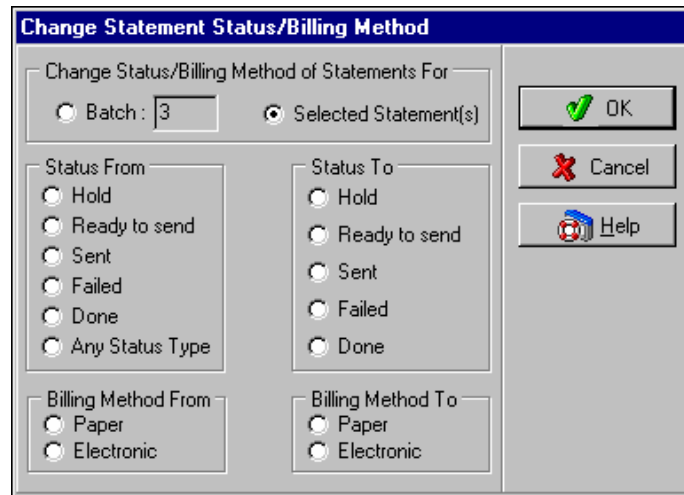 Change Statement Status/Billing Method
Change Status/Billing Method of Statements For
Batch : 3
Selected Statement(s)
OK
Cancel
Help
Status From
Hold
Ready to send
Sent
Failed
Done
Any Status Type
Status To
Hold
Ready to send
Sent
Failed
Done
Billing Method From
Paper
Electronic
Billing Method To
Paper
Electronic